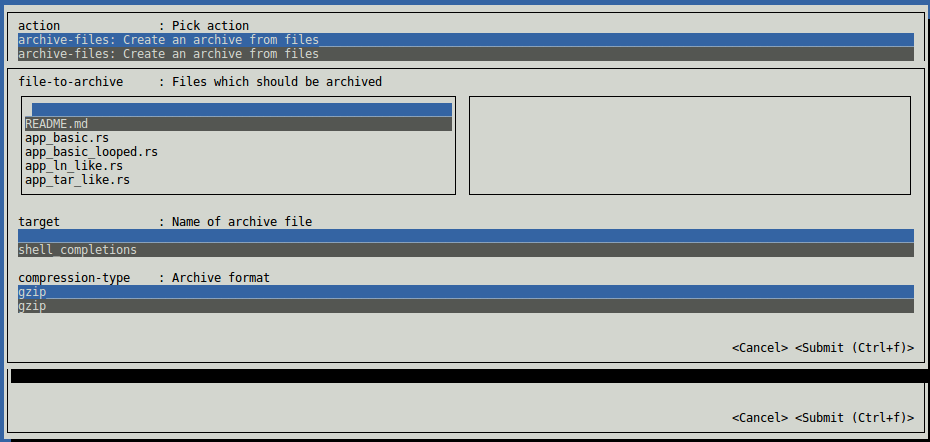 action              : Pick action
archive-files: Create an archive from files
archive-files: Create an archive from files
file-to-archive     : Files which should be archived
README.md
app_basic.rs
app_basic_looped.rs
app_ln_like.rs
app_tar_like.rs
target              : Name of archive file
shell_completions
compression-type    : Archive format
gzip
gzip
<Cancel> <Submit (Ctrl+f)>
<Cancel> <Submit (Ctrl+f)>